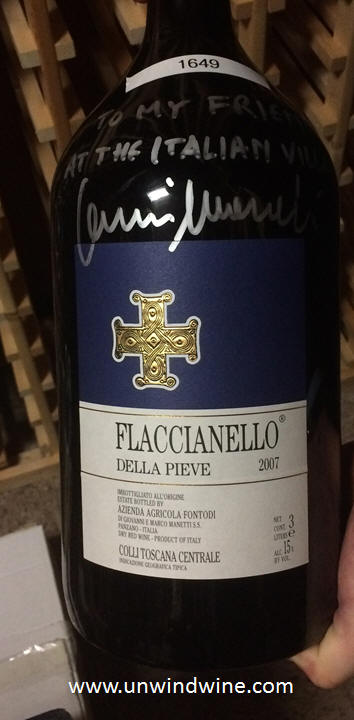 1649
TO MY FRIEN
AT THE ITALIAN VILL
FLACCIANELLO®
DELLA PIEVE 2007
IMBOTTIGLIATO ALL'ORIGINE
ESTATE BOTTLED BY
AZIENDA AGRICOLA FONTODI
DI GIOVANNI E MARCO MANETTI S.S.
PANZANO - ITALIA
DRY RED WINE - PRODUCT OF ITALY
COLLI TOSCANA CENTRALE
INDICAZIONE GEOGRAFICA TIPICA
NET
CONT. 3
LITERS e
ALC. 15%
BY VOL.
www.unwindwine.com